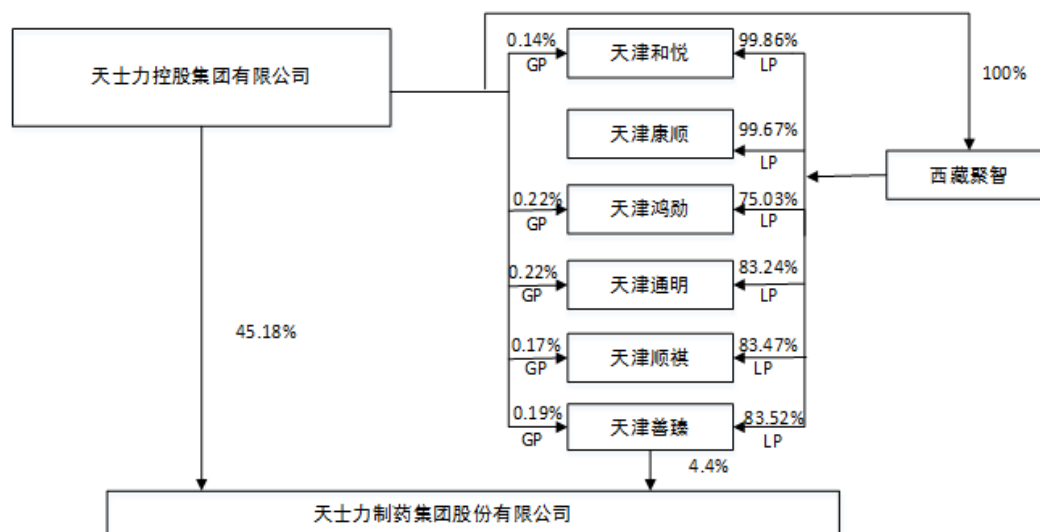 0.14%
天津和悦
99.86%
GP
LP
天士力控股集团有限公司
100%
天津康顺
99.67%
LP
西藏聚智
0.22%
天津鸿勋
75.03%
GP
LP
0.22%
天津通明
83.24%
GP
LP
45.18%
0.17%
天津顺祺
83.47%
GP
LP
0.19%
天津善臻
83.52%
GP
LP
4.4%
天士力制药集团股份有限公司